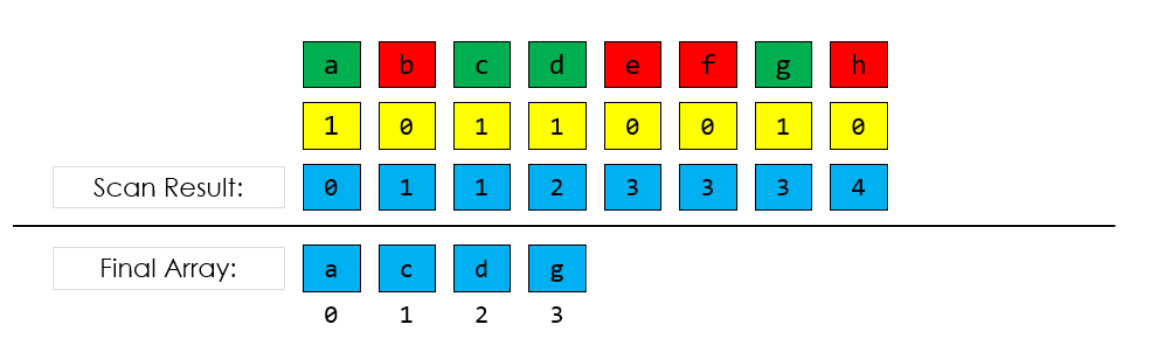 a b c d e f g h
1 0 1 1 0 0 1 0
Scan Result: 0 1 1 2 3 3 3 4
Final Array: a c d g
0 1 2 3